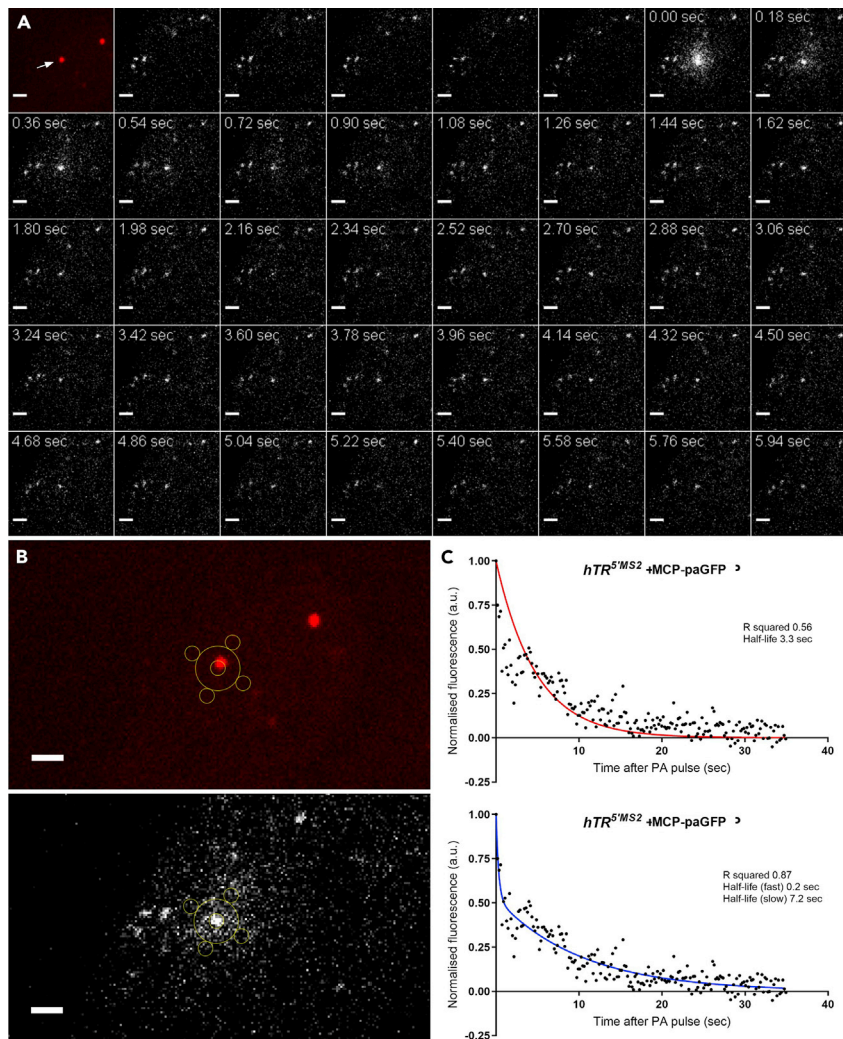 A
0.00 sec
0.18 sec
0.36 sec
0.54 sec
0.72 sec
0.90 sec
1.08 sec
1.26 sec
1.44 sec
1.62 sec
1.80 sec
1.98 sec
2.16 sec
2.34 sec
2.52 sec
2.70 sec
2.88 sec
3.06 sec
3.24 sec
3.42 sec
3.60 sec
3.78 sec
3.96 sec
4.14 sec
4.32 sec
4.50 sec
4.68 sec
4.86 sec
5.04 sec
5.22 sec
5.40 sec
5.58 sec
5.76 sec
5.94 sec
B
C
hTR5'MS2 +MCP-paGFP
R squared 0.56
Half-life 3.3 sec
Normalised fluorescence (a.u.)
1.00
0.75
0.50
0.25
0.00
-0.25
10
20
30
40
Time after PA pulse (sec)
hTR5'MS2 +MCP-paGFP
R squared 0.87
Half-life (fast) 0.2 sec
Half-life (slow) 7.2 sec
Normalised fluorescence (a.u.)
1.00
0.75
0.50
0.25
0.00
-0.25
10
20
30
40
Time after PA pulse (sec)